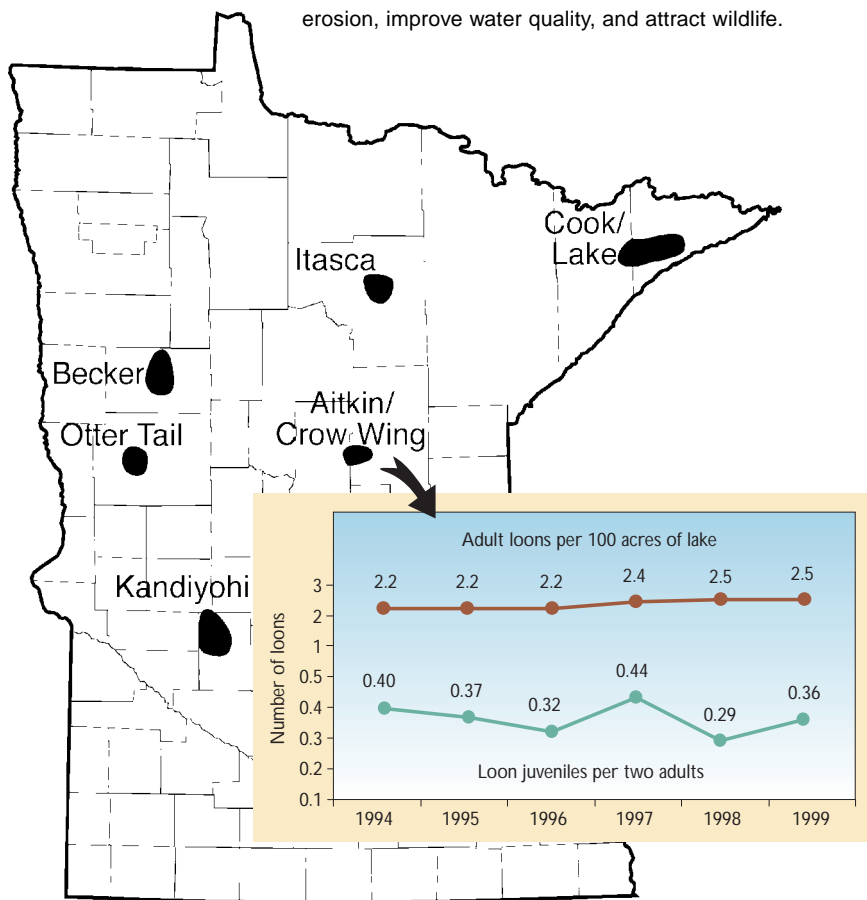 erosion, improve water quality, and attract wildlife.
Cook/
Lake
Itasca
Becker
Aitkin/
Crow Wing
Otter Tail
Kandiyohi
Adult loons per 100 acres of lake
2.2 2.2 2.2 2.4 2.5 2.5
3
2
1
0.5
0.4
0.3
0.2
0.1
Number of loons
0.40 0.37 0.32 0.44 0.29 0.36
Loon juveniles per two adults
1994 1995 1996 1997 1998 1999